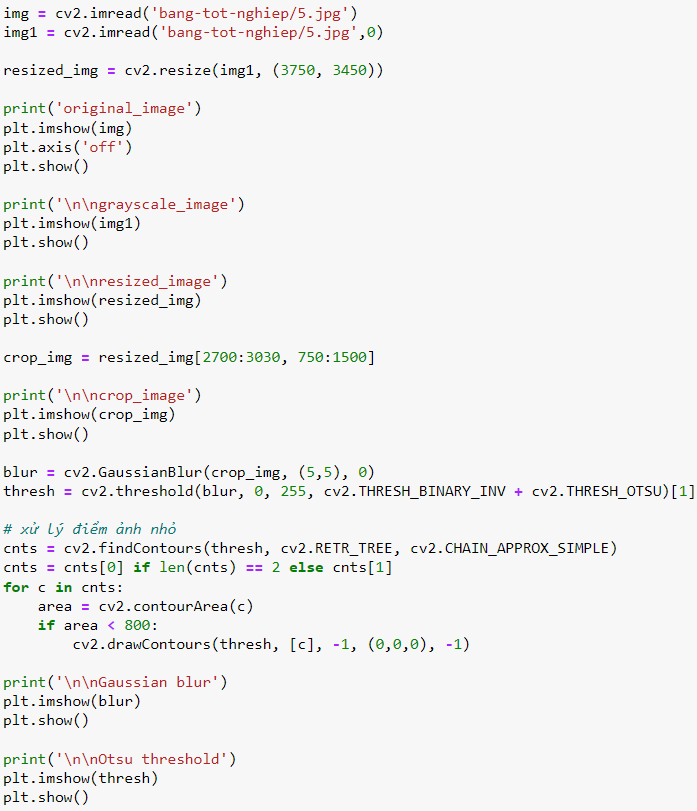 img = cv2.imread('bang-tot-nghiep/5.jpg')
img1 = cv2.imread('bang-tot-nghiep/5.jpg',0)
resized_img = cv2.resize(img1, (3750, 3450))
print('original_image')
plt.imshow(img)
plt.axis('off')
plt.show()
print('\n\ngrayscale_image')
plt.imshow(img1)
plt.show()
print('\n\nresized_image')
plt.imshow(resized_img)
plt.show()
crop_img = resized_img[2700:3030, 750:1500]
print('\n\ncrop_image')
plt.imshow(crop_img)
plt.show()
blur = cv2.GaussianBlur(crop_img, (5,5), 0)
thresh = cv2.threshold(blur, 0, 255, cv2.THRESH_BINARY_INV + cv2.THRESH_OTSU)[1]
# xử lý điểm ảnh nhỏ
cnts = cv2.findContours(thresh, cv2.RETR_TREE, cv2.CHAIN_APPROX_SIMPLE)
cnts = cnts[0] if len(cnts) == 2 else cnts[1]
for c in cnts:
    area = cv2.contourArea(c)
    if area < 800:
        cv2.drawContours(thresh, [c], -1, (0,0,0), -1)
print('\n\nGaussian blur')
plt.imshow(blur)
plt.show()
print('\n\nOtsu threshold')
plt.imshow(thresh)
plt.show()